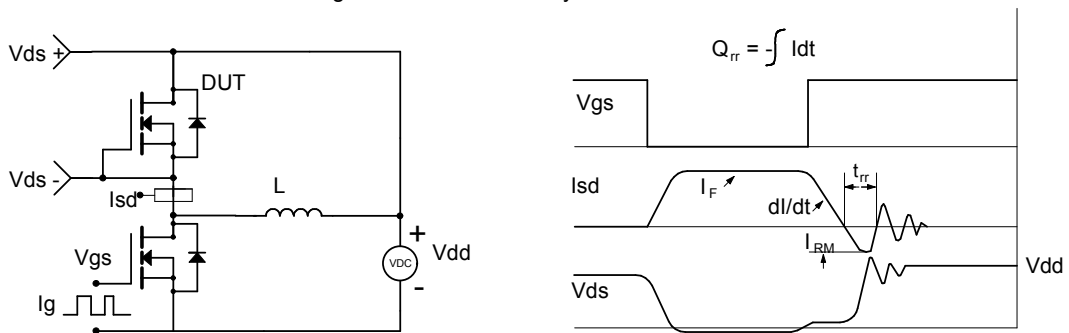 Vds +
DUT
Vds -
Isd
L
Vgs
Ig
+
VDC
-
Vdd
Qrr = -∫ Idt
Vgs
Isd
IF
dI/dt
trr
IRM
Vds
Vdd